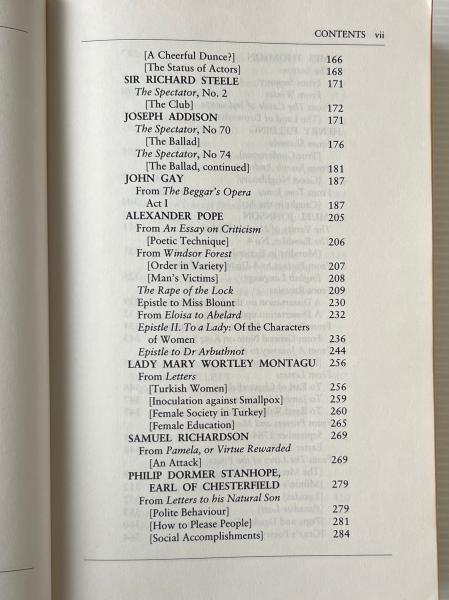 CONTENTS vii
[A Cheerful Dunce?] 166
[The Status of Actors] 168
SIR RICHARD STEELE 171
The Spectator, No. 2
[The Club] 172
JOSEPH ADDISON 171
The Spectator, No 70
[The Ballad] 176
The Spectator, No 74
[The Ballad, continued] 181
JOHN GAY 187
From The Beggar's Opera
Act I 187
ALEXANDER POPE 205
From An Essay on Criticism
[Poetic Technique] 206
From Windsor Forest
[Order in Variety] 207
[Man's Victims] 208
The Rape of the Lock 209
Epistle to Miss Blount 230
From Eloisa to Abelard 232
Epistle II. To a Lady: Of the Characters
of Women 236
Epistle to Dr Arbuthnot 244
LADY MARY WORTLEY MONTAGU 256
From Letters
[Turkish Women] 256
[Inoculation against Smallpox] 259
[Female Society in Turkey] 260
[Female Education] 265
SAMUEL RICHARDSON 269
From Pamela, or Virtue Rewarded
[An Attack] 269
PHILIP DORMER STANHOPE,
EARL OF CHESTERFIELD 279
From Letters to his Natural Son
[Polite Behaviour] 279
[How to Please People] 281
[Social Accomplishments] 284